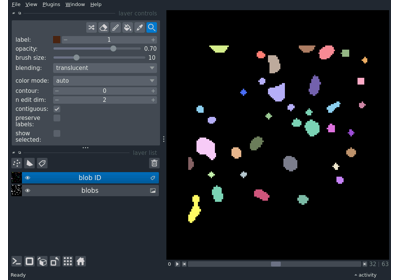 File View Plugins Window Help
layer controls
label: 1
opacity: 0.70
brush size: 10
blending: translucent
color mode: auto
contour: 0
n edit dim: 2
contiguous:
preserve labels:
show selected:
layer list
blob ID
blobs
Ready
32 63
activity